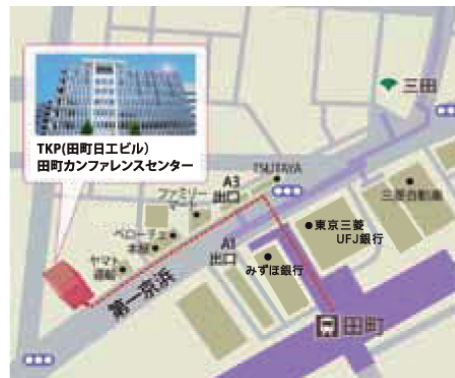 TKP(田町日工ビル)
田町カンファレンスセンター
三田
TSUTAYA
A3
出口
ファミリー
マート
三菱自動車
東京三菱
UFJ銀行
ベローチェ
本屋
A1
出口
みずほ銀行
ヤマト
運輸
第一京浜
田町